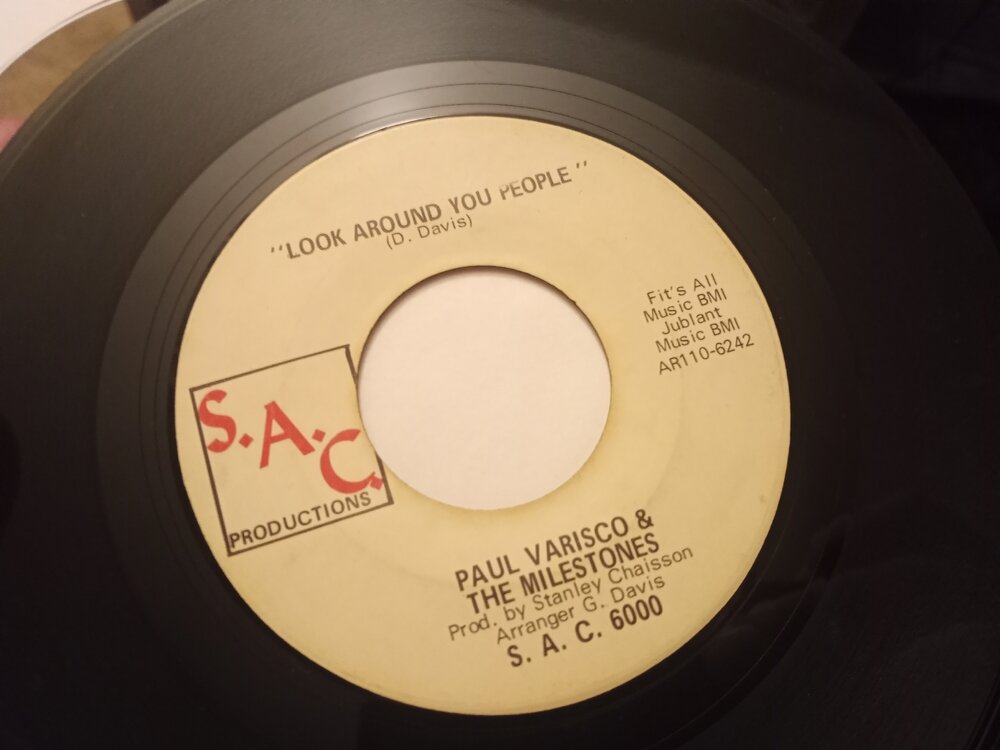 "LOOK AROUND YOU PEOPLE"
(D. Davis)
Fit's All
Music BMI
Jublant
Music BMI
AR110-6242
S.A.C.
PRODUCTIONS
PAUL VARISCO &
THE MILESTONES
Prod. by Stanley Chaisson
Arranger G. Davis
S. A. C. 6000